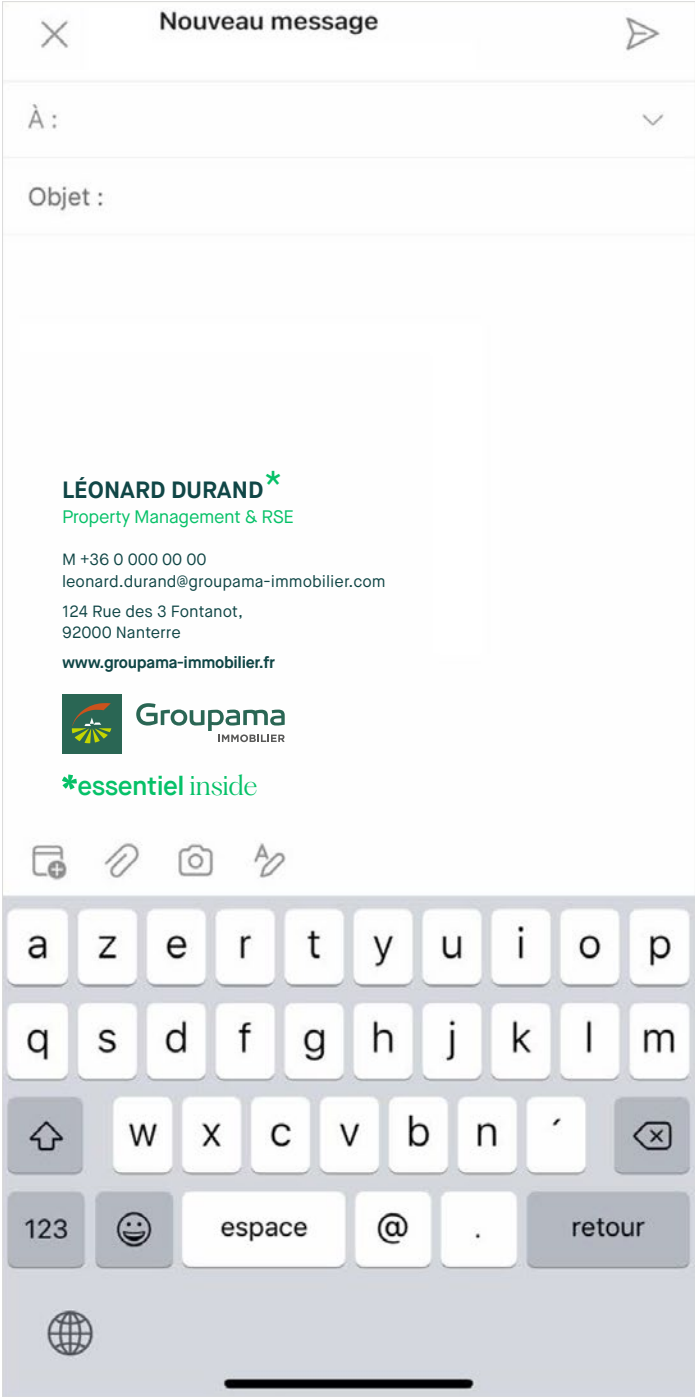 Nouveau message
À :
Objet :
LÉONARD DURAND*
Property Management & RSE
M +36 0 000 00 00
leonard.durand@groupama-immobilier.com
124 Rue des 3 Fontanot,
92000 Nanterre
www.groupama-immobilier.fr
Groupama
IMMOBILIER
*essentiel inside
a z e r t y u i o p
q s d f g h j k l m
w x c v b n ´
123 espace @ . retour